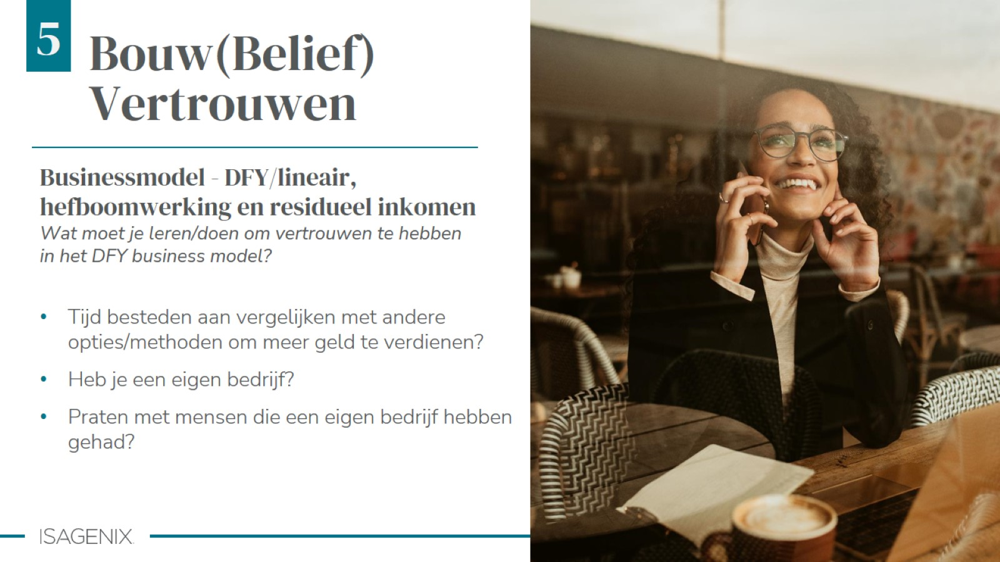 5
Bouw(Belief)
Vertrouwen
Businessmodel - DFY/lineair,
hefboomwerking en residueel inkomen
Wat moet je leren/doen om vertrouwen te hebben
in het DFY business model?
• Tijd besteden aan vergelijken met andere
opties/methoden om meer geld te verdienen?
• Heb je een eigen bedrijf?
• Praten met mensen die een eigen bedrijf hebben
gehad?
ISAGENIX